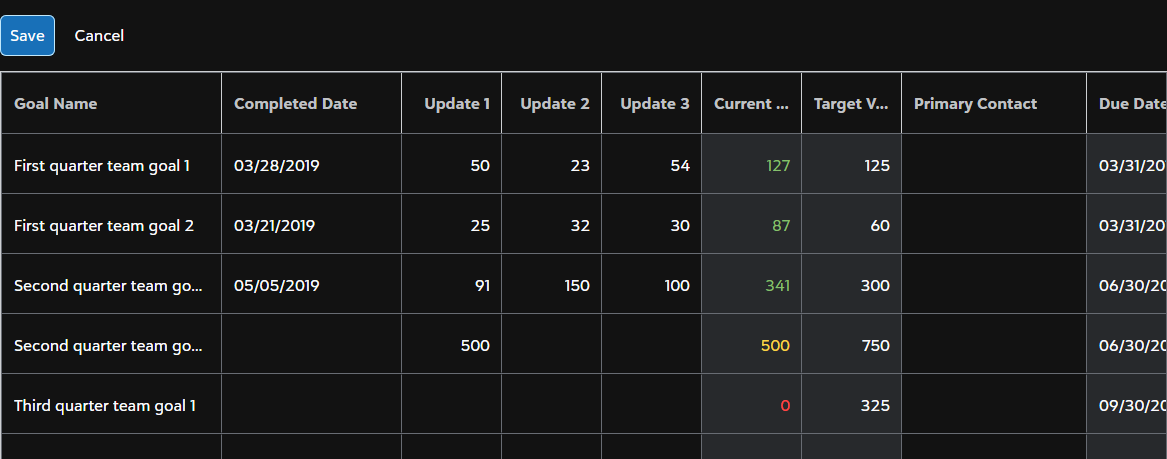 Save Cancel
Goal Name Completed Date Update 1 Update 2 Update 3 Current ... Target V... Primary Contact Due Date
First quarter team goal 1 03/28/2019 50 23 54 127 125 03/31/20
First quarter team goal 2 03/21/2019 25 32 30 87 60 03/31/20
Second quarter team go... 05/05/2019 91 150 100 341 300 06/30/20
Second quarter team go... 500 500 750 06/30/20
Third quarter team goal 1 0 325 09/30/20